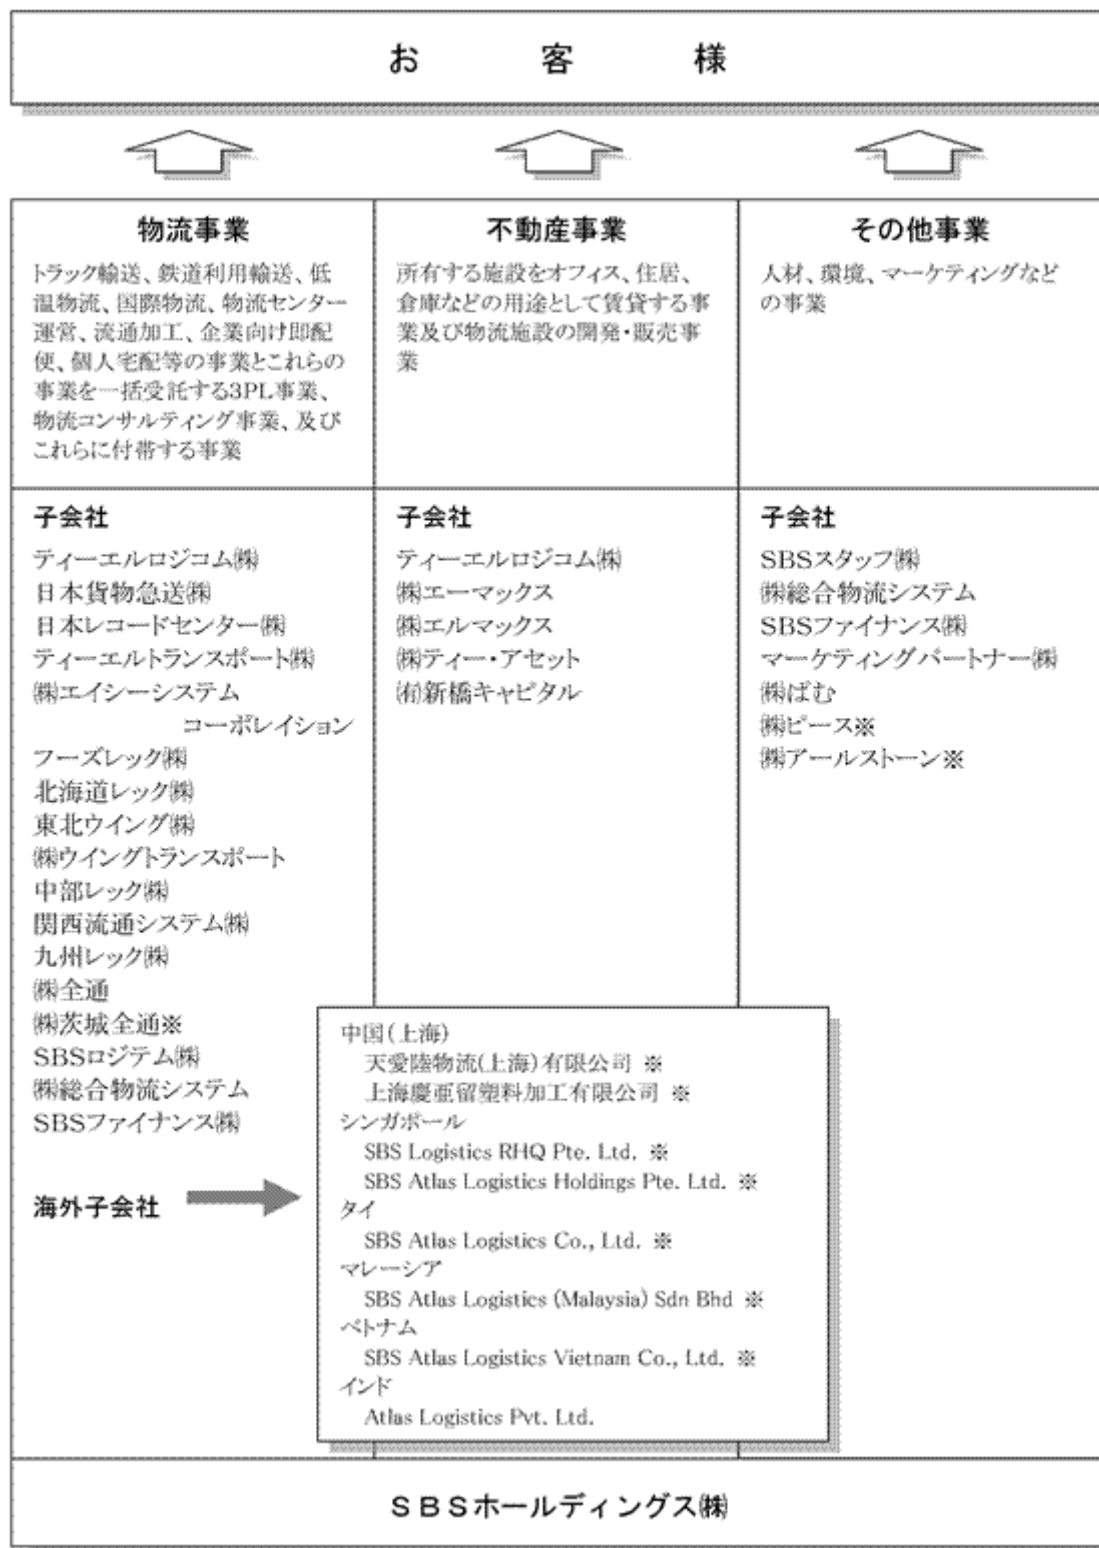 お客様
物流事業
トラック輸送、鉄道利用輸送、低
温物流、国際物流、物流センター
運営、流通加工、企業向け即配
便、個人宅配等の事業とこれらの
事業を一括受託する3PL事業、
物流コンサルティング事業、及び
これらに付帯する事業
不動産事業
所有する施設をオフィス、住居、
倉庫などの用途として賃貸する事
業及び物流施設の開発・販売事
業
その他事業
人材、環境、マーケティングなど
の事業
子会社
ティーエルロジコム㈱
日本貨物急送㈱
日本レコードセンター㈱
ティーエルトランスポート㈱
㈱エイシーシステム
コーポレイション
フーズレック㈱
北海道レック㈱
東北ウイング㈱
㈱ウイングトランスポート
中部レック㈱
関西流通システム㈱
九州レック㈱
㈱全通
㈱茨城全通※
SBSロジテム㈱
㈱総合物流システム
SBSファイナンス㈱
海外子会社
子会社
ティーエルロジコム㈱
㈱エーマックス
㈱エルマックス
㈱ティー・アセット
㈲新橋キャピタル
子会社
SBSスタッフ㈱
㈱総合物流システム
SBSファイナンス㈱
マーケティングパートナー㈱
㈱ぱむ
㈱ピース※
㈱アールストーン※
中国(上海)
天愛陸物流(上海)有限公司 ※
上海慶亜留塑料加工有限公司 ※
シンガポール
SBS Logistics RHQ Pte. Ltd. ※
SBS Atlas Logistics Holdings Pte. Ltd. ※
タイ
SBS Atlas Logistics Co., Ltd. ※
マレーシア
SBS Atlas Logistics (Malaysia) Sdn Bhd ※
ベトナム
SBS Atlas Logistics Vietnam Co., Ltd. ※
インド
Atlas Logistics Pvt. Ltd.
SBSホールディングス㈱